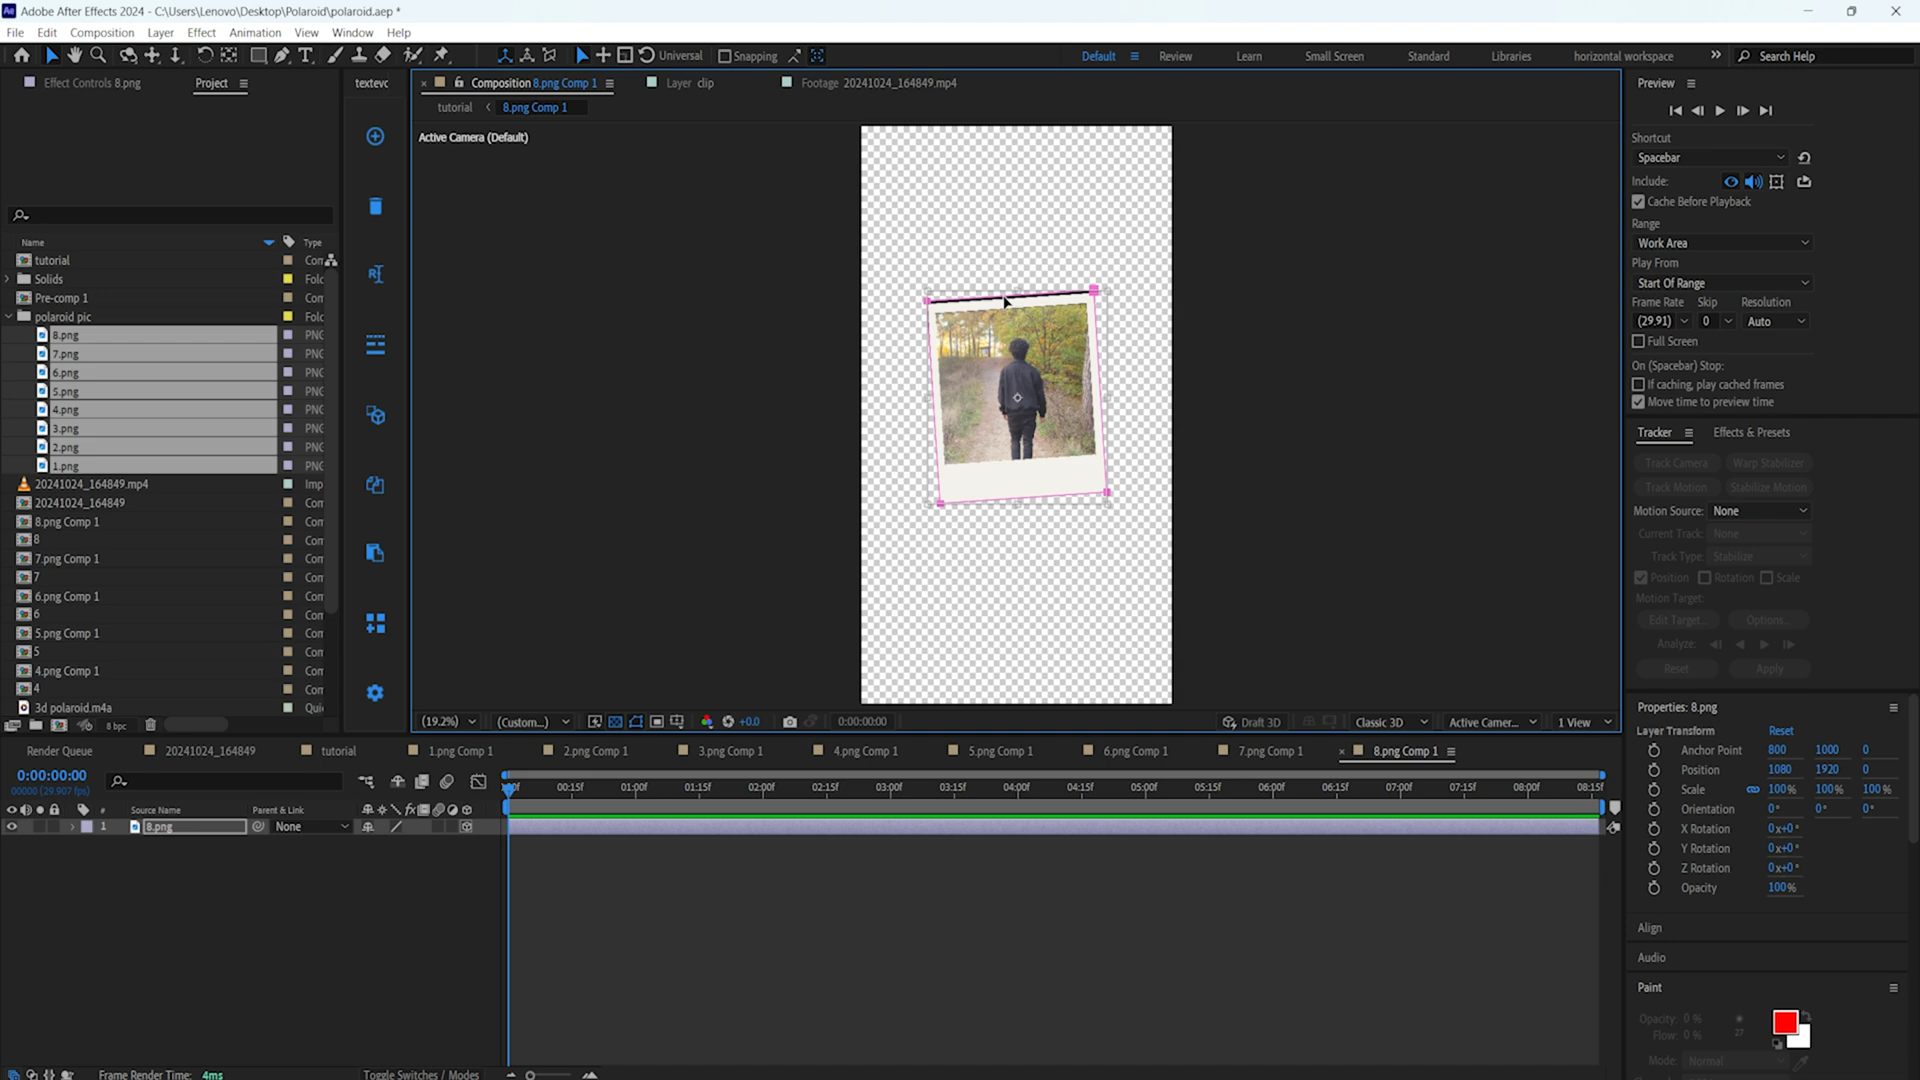 Adobe After Effects 2024 - C:\Users\Lenovo\Desktop\Polaroid\polaroid.aep *
File Edit Composition Layer Effect Animation View Window Help
Universal Snapping Default Review Learn Small Screen Standard Libraries horizontal workspace Search Help
Effect Controls 8.png Project textevc Composition 8.png Comp 1 Layer clip Footage 20241024_164849.mp4 Preview
tutorial 8.png Comp 1
Active Camera (Default)
Shortcut
Spacebar
Include:
Cache Before Playback
Range
Work Area
Play From
Start Of Range
Frame Rate Skip Resolution
(29.91) 0 Auto
Full Screen
On (Spacebar) Stop:
If caching, play cached frames
Move time to preview time
Name Type
tutorial Con
Solids Fold
Pre-comp 1 Con
polaroid pic Fold
8.png PNG
7.png PNG
6.png PNG
5.png PNG
4.png PNG
3.png PNG
2.png PNG
1.png PNG
20241024_164849.mp4 Imp
20241024_164849 Con
8.png Comp 1 Con
8 Con
7.png Comp 1 Con
7 Con
6.png Comp 1 Con
6 Con
5.png Comp 1 Con
5 Con
4.png Comp 1 Con
4 Con
3d polaroid.m4a Quic
8 bpc
Tracker Effects & Presets
Track Camera Warp Stabilizer
Track Motion Stabilize Motion
Motion Source: None
Current Track: None
Track Type: Stabilize
Position Rotation Scale
Motion Target:
Edit Target... Options...
Analyze:
Reset Apply
(19.2%) (Custom...) +0.0 0:00:00:00 Draft 3D Classic 3D Active Camer... 1 View
Render Queue 20241024_164849 tutorial 1.png Comp 1 2.png Comp 1 3.png Comp 1 4.png Comp 1 5.png Comp 1 6.png Comp 1 7.png Comp 1 8.png Comp 1
0:00:00:00
00000 (29.907 fps)
00:15f 01:00f 01:15f 02:00f 02:15f 03:00f 03:15f 04:00f 04:15f 05:00f 05:15f 06:00f 06:15f 07:00f 07:15f 08:00f 08:15f
# Source Name Parent & Link fx
1 8.png None
Properties: 8.png
Layer Transform Reset
Anchor Point 800 1000 0
Position 1080 1920 0
Scale 100% 100% 100%
Orientation 0° 0° 0°
X Rotation 0x+0°
Y Rotation 0x+0°
Z Rotation 0x+0°
Opacity 100%
Align
Audio
Paint
Opacity: 0 %
Flow: 0 % 27
Mode: Normal
Frame Render Time: 4ms Toggle Switches / Modes